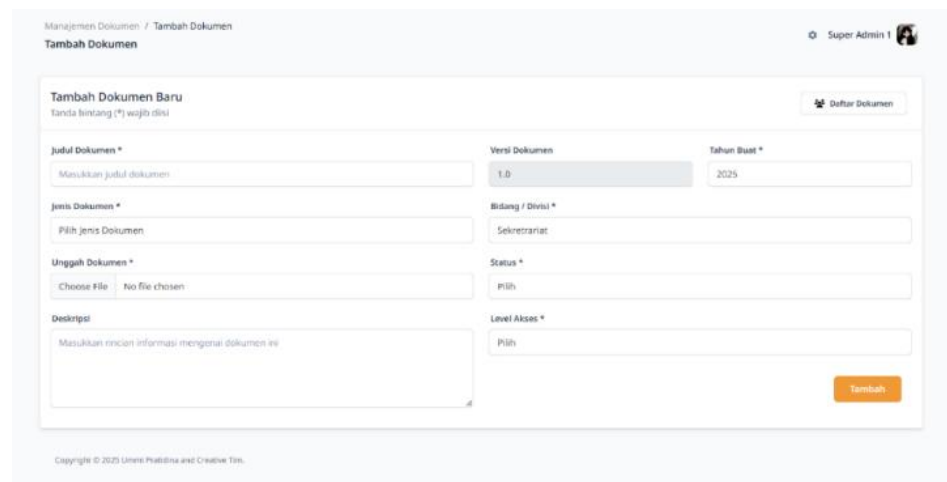 Manajemen Dokumen / Tambah Dokumen
Tambah Dokumen
Super Admin 1
Tambah Dokumen Baru
Tanda bintang (*) wajib diisi
Daftar Dokumen
Judul Dokumen *
Masukkan judul dokumen
Versi Dokumen
1.0
Tahun Buat *
2025
Jenis Dokumen *
Pilih Jenis Dokumen
Bidang / Divisi *
Sekretrariat
Unggah Dokumen *
Choose File No file chosen
Status *
Pilih
Deskripsi
Masukkan rincian informasi mengenai dokumen ini
Level Akses *
Pilih
Tambah
Copyright © 2025 Ummi Pratidina and Creative Tim.